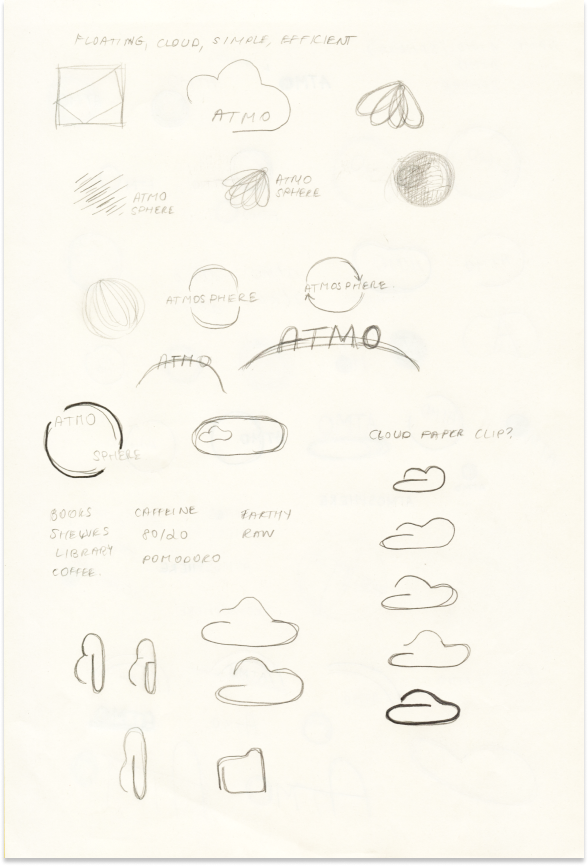 FLOATING, CLOUD, SIMPLE, EFFICIENT
ATMO
ATMO
SPHERE
ATMO
SPHERE
ATMOSPHERE
ATMOSPHERE.
ATMO
ATMO
ATMO
SPHERE
CLOUD PAPER CLIP?
BOOKS
SHELVES
LIBRARY
COFFEE.
CAFFEINE
80/20
POMODORO
EARTHY
RAW